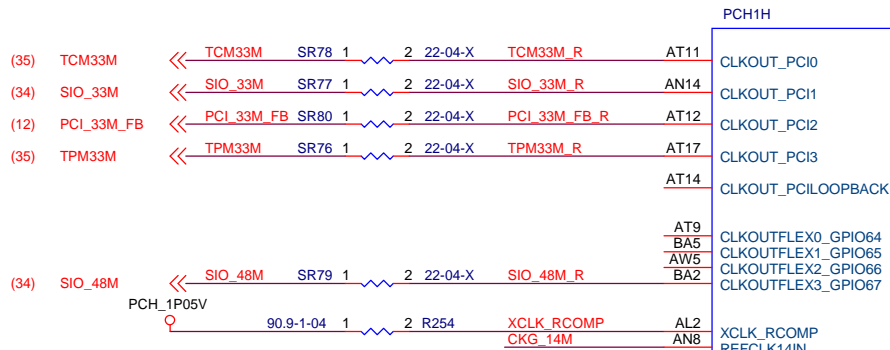 PCH1H
(35) TCM33M TCM33M SR78 1 2 22-04-X TCM33M_R AT11 CLKOUT_PCI0
(34) SIO_33M SIO_33M SR77 1 2 22-04-X SIO_33M_R AN14 CLKOUT_PCI1
(12) PCI_33M_FB PCI_33M_FB SR80 1 2 22-04-X PCI_33M_FB_R AT12 CLKOUT_PCI2
(35) TPM33M TPM33M SR76 1 2 22-04-X TPM33M_R AT17 CLKOUT_PCI3
AT14 CLKOUT_PCILOOPBACK
AT9 CLKOUTFLEX0_GPIO64
BA5 CLKOUTFLEX1_GPIO65
AW5 CLKOUTFLEX2_GPIO66
(34) SIO_48M SIO_48M SR79 1 2 22-04-X SIO_48M_R BA2 CLKOUTFLEX3_GPIO67
PCH_1P05V
90.9-1-04 1 2 R254 XCLK_RCOMP AL2 XCLK_RCOMP
CKG_14M AN8 REFCLK14IN